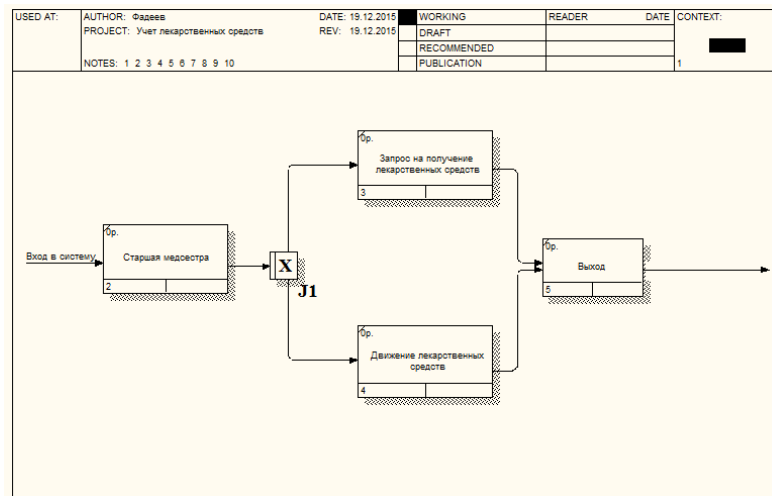 USED AT:
AUTHOR: Фадеев
DATE: 19.12.2015
WORKING
READER
DATE
CONTEXT:
PROJECT: Учет лекарственных средств
REV: 19.12.2015
DRAFT
RECOMMENDED
NOTES: 1 2 3 4 5 6 7 8 9 10
PUBLICATION
1
0р.
Запрос на получение
лекарственных средств
3
0р.
Вход в систему
Старшая медсестра
2
X
J1
0р.
Выход
5
0р.
Движение лекарственных
средств
4